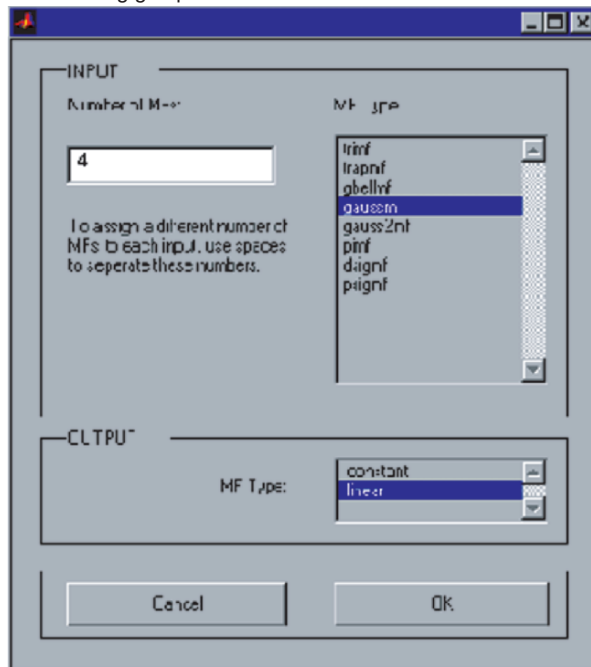 INPUT
Number of MFs:
MF Type:
4
trimf
trapmf
gbellmf
gaussmf
gauss2mf
pimf
dsigmf
psigmf
To assign a different number of
MFs to each input, use spaces
to seperate these numbers.
OUTPUT
MF Type:
constant
linear
Cancel
OK